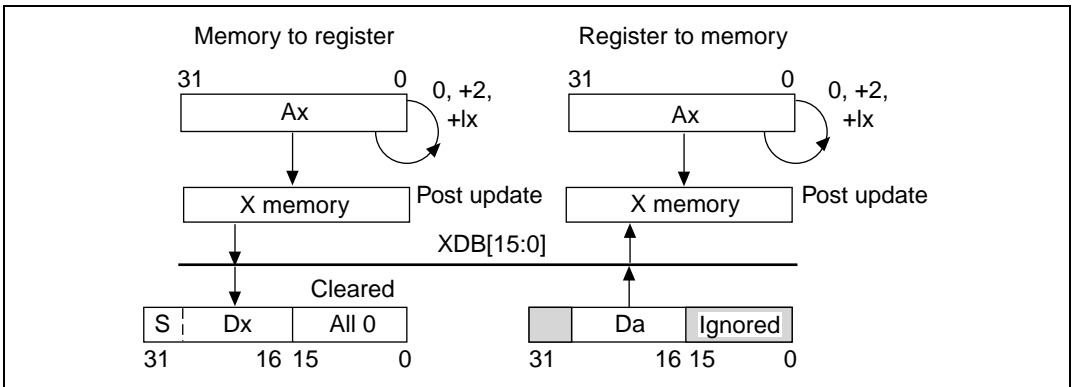 Memory to register
Register to memory
31 0
0, +2,
+Ix
Ax
31 0
0, +2,
+Ix
Ax
X memory
Post update
X memory
Post update
XDB[15:0]
Cleared
S Dx All 0
31 16 15 0
Da Ignored
31 16 15 0